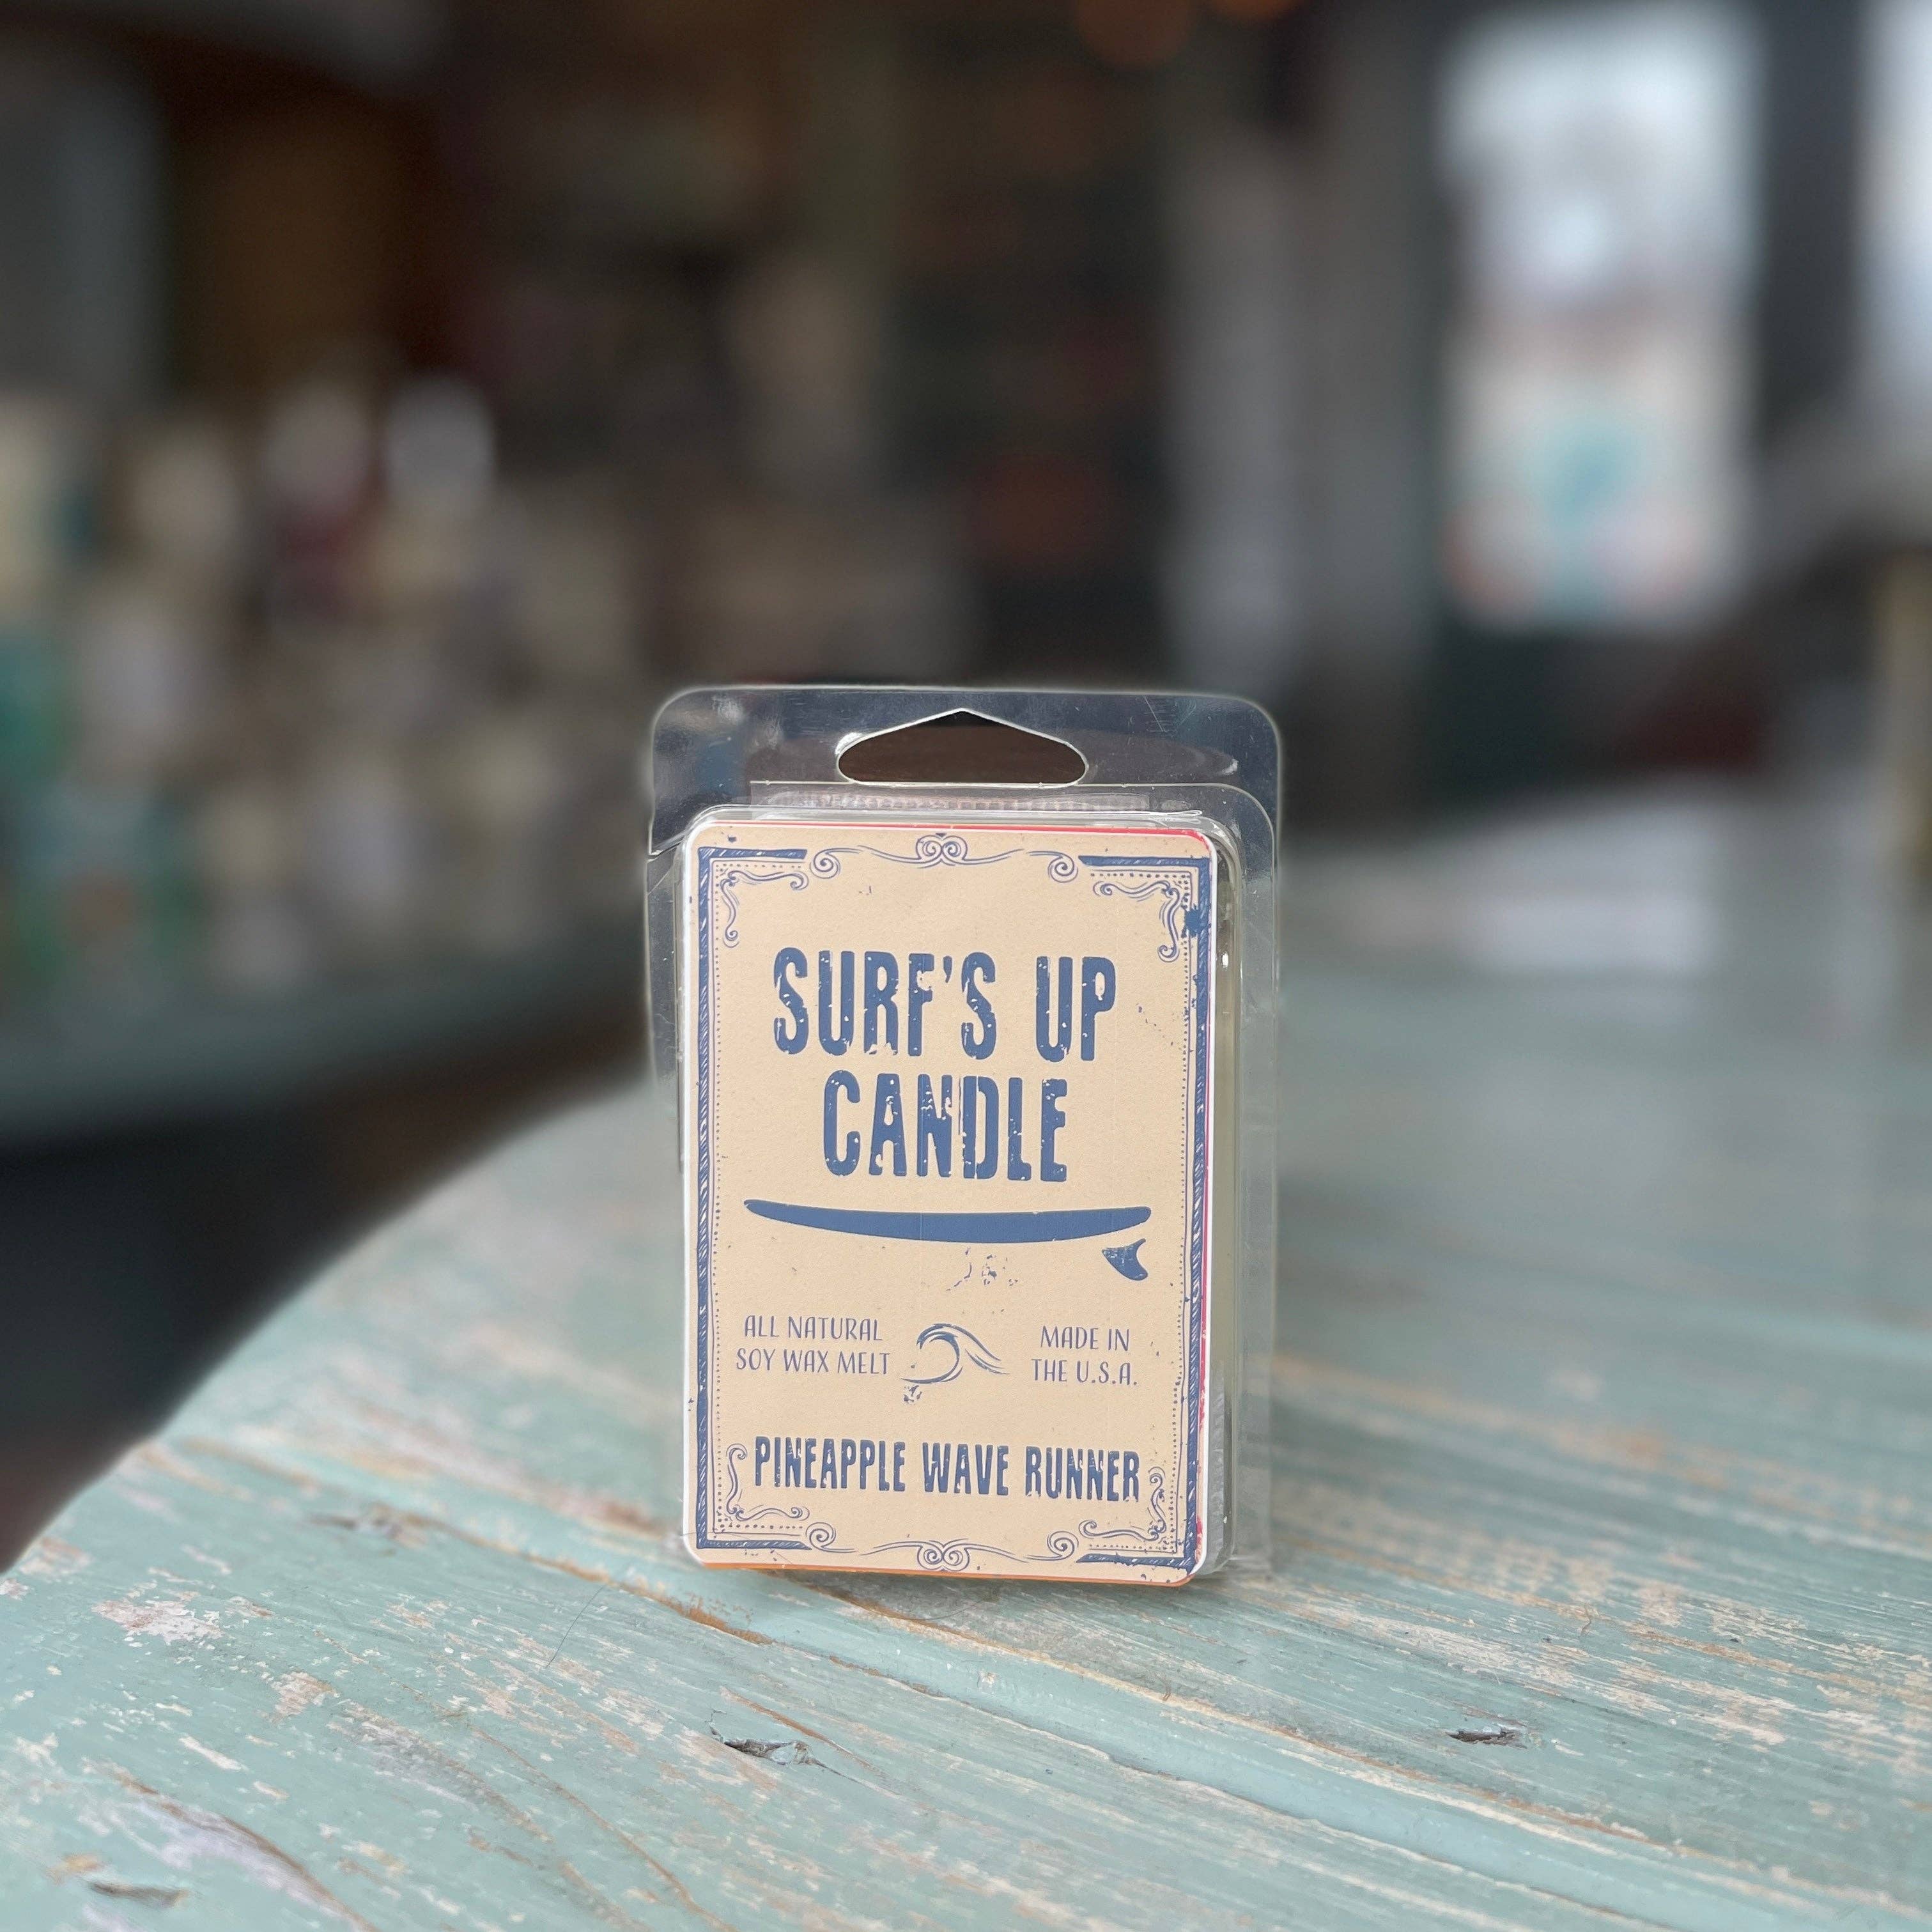 SURF'S UP
CANDLE
ALL NATURAL
SOY WAX MELT
MADE IN
THE U.S.A.
PINEAPPLE WAVE RUNNER